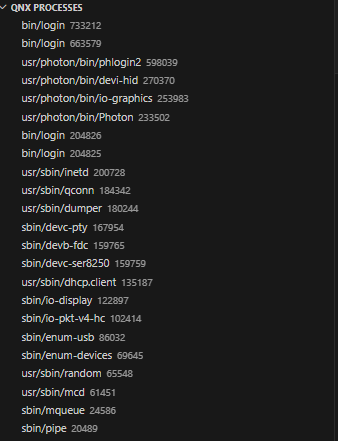 QNX PROCESSES
bin/login 733212
bin/login 663579
usr/photon/bin/phlogin2 598039
usr/photon/bin/devi-hid 270370
usr/photon/bin/io-graphics 253983
usr/photon/bin/Photon 233502
bin/login 204826
bin/login 204825
usr/sbin/inetd 200728
usr/sbin/qconn 184342
usr/sbin/dumper 180244
sbin/devc-pty 167954
sbin/devb-fdc 159765
sbin/devc-ser8250 159759
usr/sbin/dhcp.client 135187
sbin/io-display 122897
sbin/io-pkt-v4-hc 102414
sbin/enum-usb 86032
sbin/enum-devices 69645
usr/sbin/random 65548
usr/sbin/mcd 61451
sbin/mqueue 24586
sbin/pipe 20489